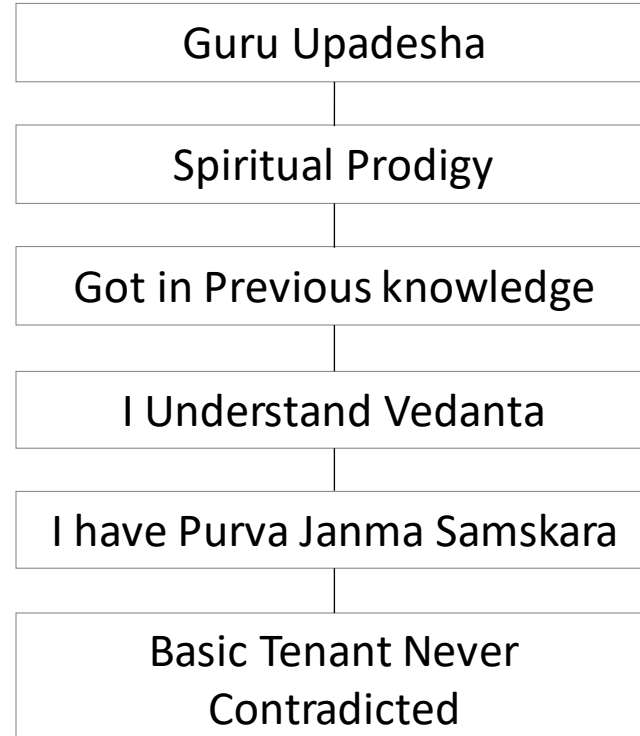 Guru Upadesha
Spiritual Prodigy
Got in Previous knowledge
I Understand Vedanta
I have Purva Janma Samskara
Basic Tenant Never
Contradicted